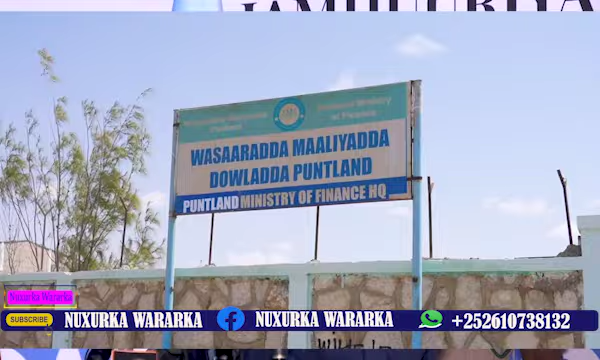 WASAARADDA MAALIYADDA
DOWLADDA PUNTLAND
PUNTLAND MINISTRY OF FINANCE HQ
Nuxurka Wararka
SUBSCRIBE
NUXURKA WARARKA
NUXURKA WARARKA
+252610738132